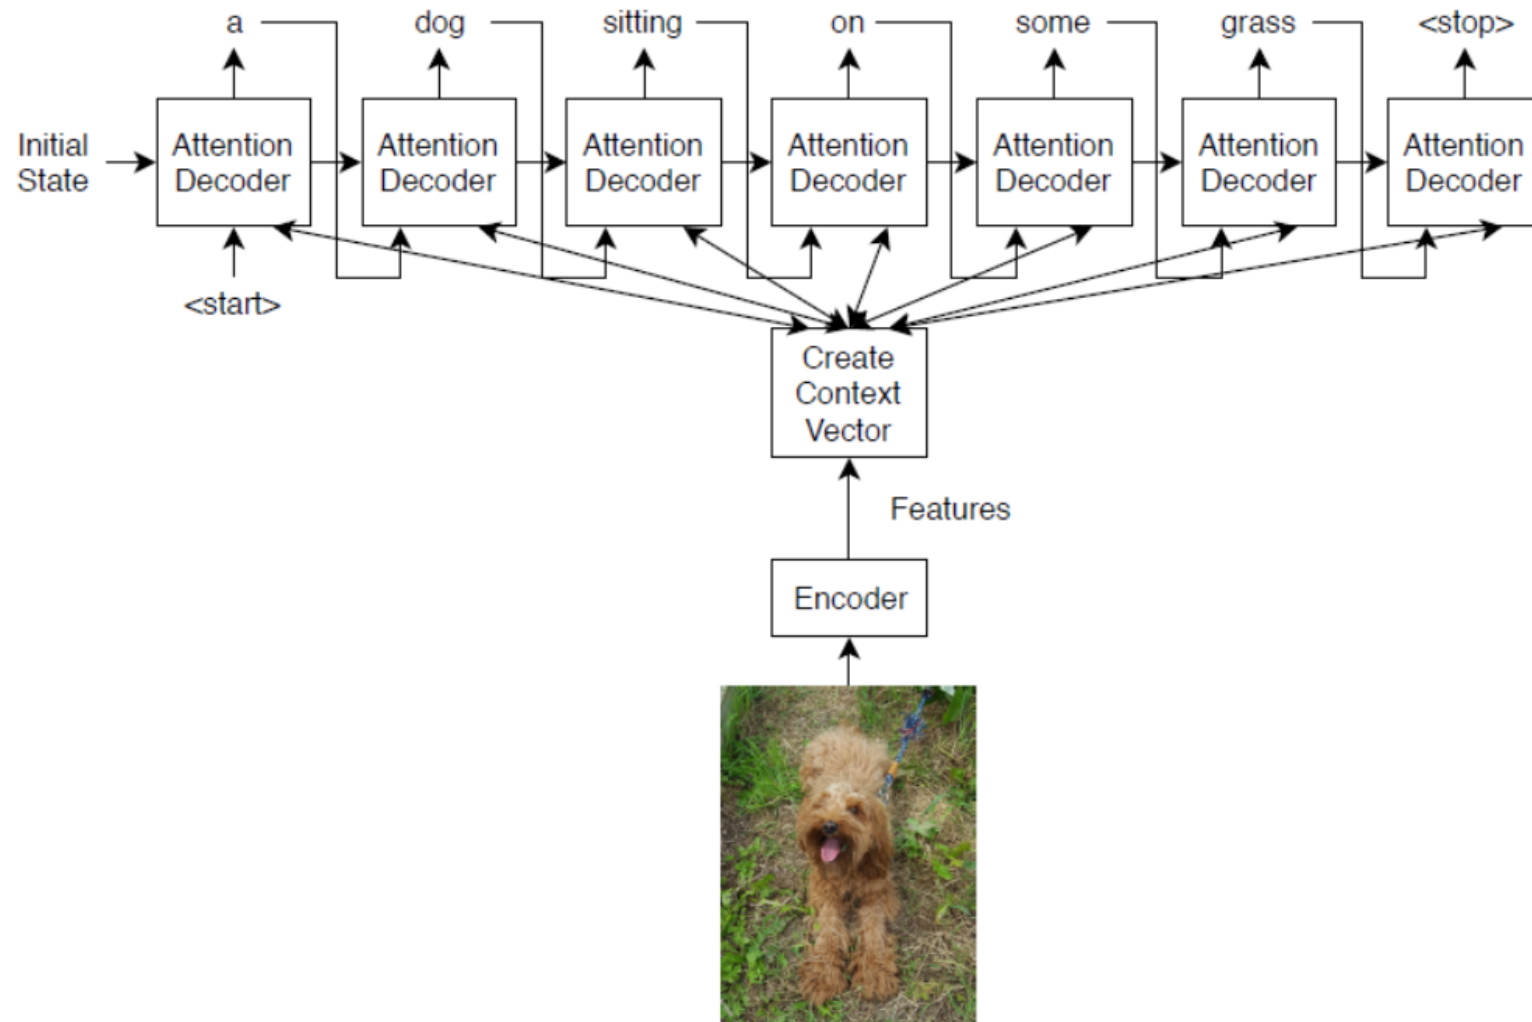 a dog sitting on some grass <stop>
Initial State
Attention Decoder
Attention Decoder
Attention Decoder
Attention Decoder
Attention Decoder
Attention Decoder
Attention Decoder
<start>
Create
Context
Vector
Features
Encoder